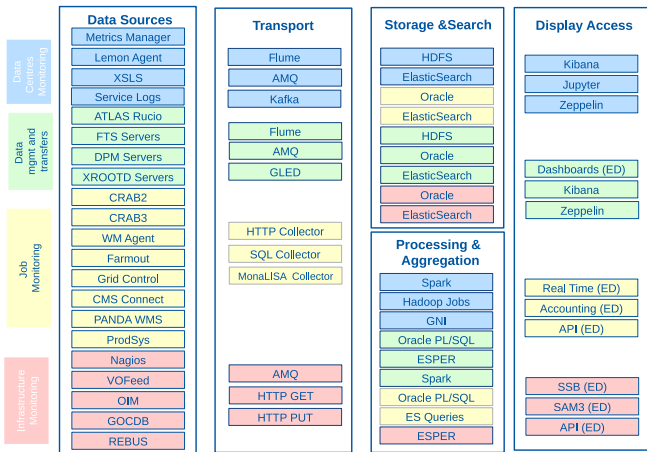 Data
Centres Monitoring
Data
mgmt and
transfers
Job
Monitoring
Infrastructure
Monitoring
Data Sources
Metrics Manager
Lemon Agent
XSLS
Service Logs
ATLAS Rucio
FTS Servers
DPM Servers
XROOTD Servers
CRAB2
CRAB3
WM Agent
Farmout
Grid Control
CMS Connect
PANDA WMS
ProdSys
Nagios
VOFeed
OIM
GOCDB
REBUS
Transport
Flume
AMQ
Kafka
Flume
AMQ
GLED
HTTP Collector
SQL Collector
MonaLISA Collector
AMQ
HTTP GET
HTTP PUT
Storage &Search
HDFS
ElasticSearch
Oracle
ElasticSearch
HDFS
Oracle
ElasticSearch
Oracle
ElasticSearch
Processing &
Aggregation
Spark
Hadoop Jobs
GNI
Oracle PL/SQL
ESPER
Spark
Oracle PL/SQL
ES Queries
ESPER
Display Access
Kibana
Jupyter
Zeppelin
Dashboards (ED)
Kibana
Zeppelin
Real Time (ED)
Accounting (ED)
API (ED)
SSB (ED)
SAM3 (ED)
API (ED)